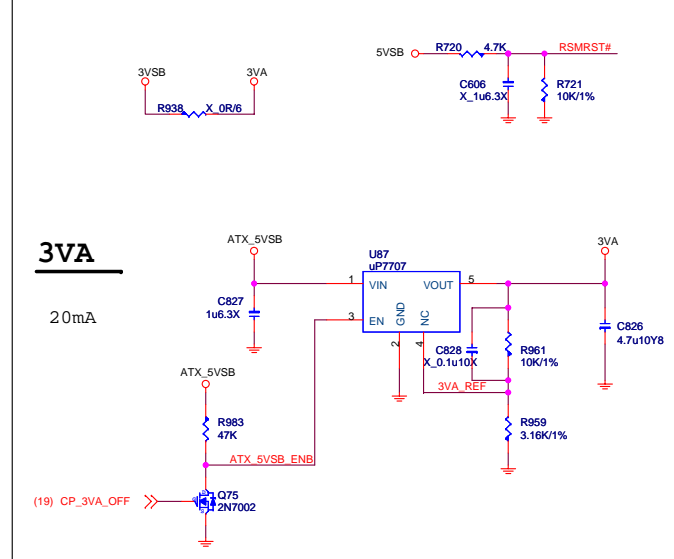 5VSB
R720
4.7K
RSMRST#
3VSB
3VA
C606
X_1u6.3X
R721
10K/1%
R938
X_0R/6
3VA
20mA
ATX_5VSB
U87
uP7707
3VA
1
VIN
VOUT
5
C827
1u6.3X
3
EN
GND
NC
2
4
C828
X_0.1u10X
R961
10K/1%
C826
4.7u10Y8
ATX_5VSB
3VA_REF
R983
47K
R959
3.16K/1%
ATX_5VSB_ENB
(19) CP_3VA_OFF
Q75
2N7002